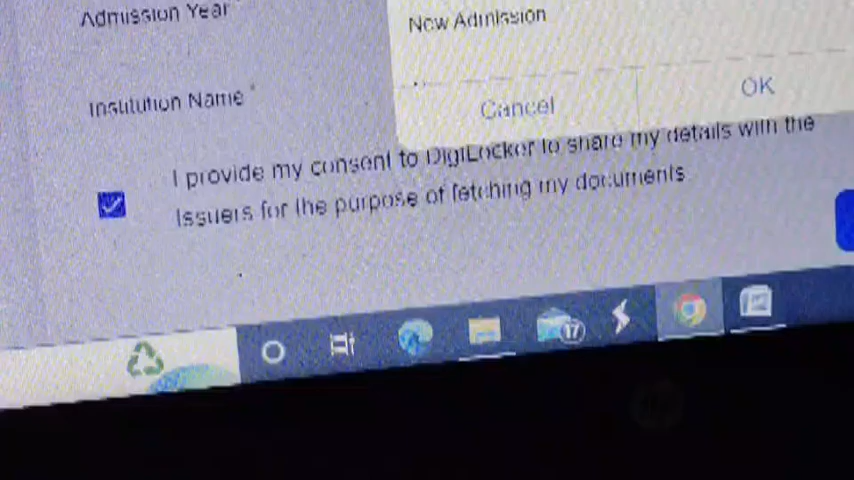 Admission Year
New Admission
Institution Name *
Cancel
OK
I provide my consent to DigiLocker to share my details with the
Issuers for the purpose of fetching my documents
17